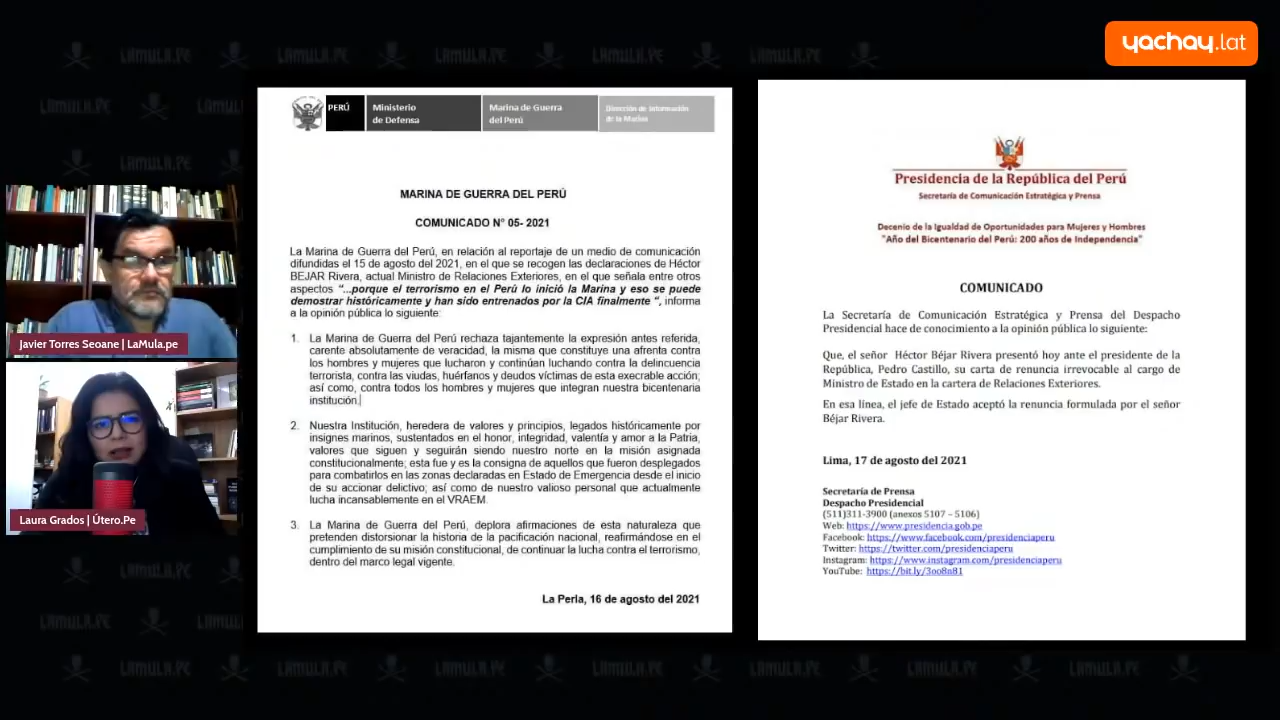 yachay.lat
PERÚ
Ministerio
de Defensa
Marina de Guerra
del Perú
Dirección de Información
de la Marina
MARINA DE GUERRA DEL PERÚ
COMUNICADO N° 05- 2021
La Marina de Guerra del Perú, en relación al reportaje de un medio de comunicación
difundidas el 15 de agosto del 2021, en el que se recogen las declaraciones de Héctor
BEJAR Rivera, actual Ministro de Relaciones Exteriores, en el que señala entre otros
aspectos “...porque el terrorismo en el Perú lo inició la Marina y eso se puede
demostrar históricamente y han sido entrenados por la CIA finalmente “, informa
a la opinión pública lo siguiente:
1. La Marina de Guerra del Perú rechaza tajantemente la expresión antes referida,
carente absolutamente de veracidad, la misma que constituye una afrenta contra
los hombres y mujeres que lucharon y continúan luchando contra la delincuencia
terrorista, contra las viudas, huérfanos y deudos víctimas de esta execrable acción;
así como, contra todos los hombres y mujeres que integran nuestra bicentenaria
institución.
2. Nuestra Institución, heredera de valores y principios, legados históricamente por
insignes marinos, sustentados en el honor, integridad, valentía y amor a la Patria,
valores que siguen y seguirán siendo nuestro norte en la misión asignada
constitucionalmente; esta fue y es la consigna de aquellos que fueron desplegados
para combatirlos en las zonas declaradas en Estado de Emergencia desde el inicio
de su accionar delictivo; así como de nuestro valioso personal que actualmente
lucha incansablemente en el VRAEM.
3. La Marina de Guerra del Perú, deplora afirmaciones de esta naturaleza que
pretenden distorsionar la historia de la pacificación nacional, reafirmándose en el
cumplimiento de su misión constitucional, de continuar la lucha contra el terrorismo,
dentro del marco legal vigente.
La Perla, 16 de agosto del 2021
Presidencia de la República del Perú
Secretaría de Comunicación Estratégica y Prensa
Decenio de la Igualdad de Oportunidades para Mujeres y Hombres
"Año del Bicentenario del Perú: 200 años de Independencia"
COMUNICADO
La Secretaría de Comunicación Estratégica y Prensa del Despacho
Presidencial hace de conocimiento a la opinión pública lo siguiente:
Que, el señor Héctor Béjar Rivera presentó hoy ante el presidente de la
República, Pedro Castillo, su carta de renuncia irrevocable al cargo de
Ministro de Estado en la cartera de Relaciones Exteriores.
En esa línea, el jefe de Estado aceptó la renuncia formulada por el señor
Béjar Rivera.
Lima, 17 de agosto del 2021
Secretaría de Prensa
Despacho Presidencial
(511)311-3900 (anexos 5107 – 5106)
Web: https://www.presidencia.gob.pe
Facebook: https://www.facebook.com/presidenciaperu
Twitter: https://twitter.com/presidenciaperu
Instagram: https://www.instagram.com/presidenciaperu
YouTube: https://bit.ly/3oo8n81
Javier Torres Seoane | LaMula.pe
Laura Grados | Útero.Pe